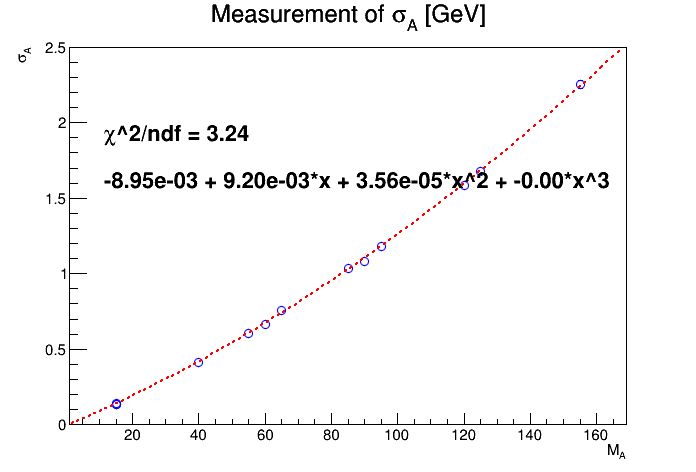 Measurement of σ_A [GeV]
σ_A
2.5
2
1.5
1
0.5
0
χ^2/ndf = 3.24
-8.95e-03 + 9.20e-03*x + 3.56e-05*x^2 + -0.00*x^3
20 40 60 80 100 120 140 160
M_A